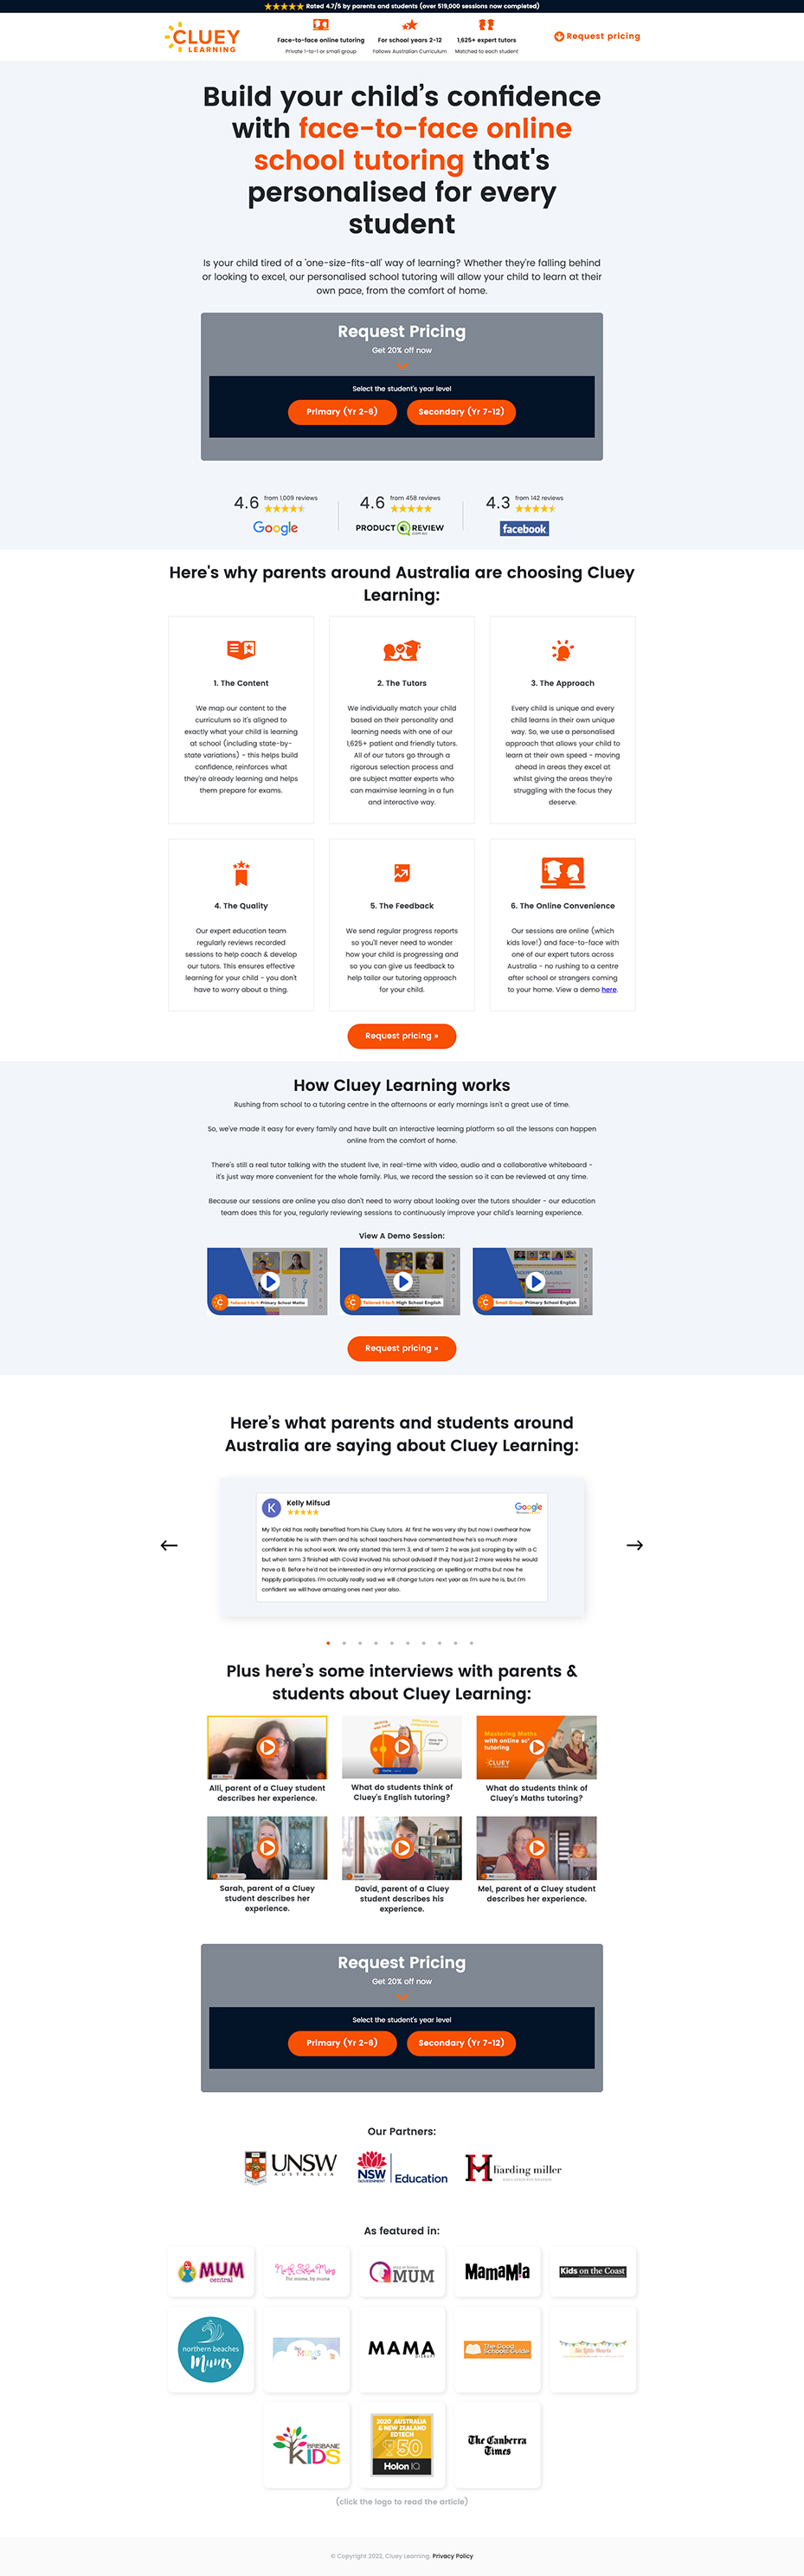 Rated 4.7/5 by parents and students (over 519,000 sessions now completed)
CLUEY
LEARNING
Face-to-face online tutoring
Private 1-to-1 or small group
For school years 2-12
Follows Australian Curriculum
1,625+ expert tutors
Matched to each student
Request pricing
Build your child's confidence
with face-to-face online
school tutoring that's
personalised for every
student
Is your child tired of a 'one-size-fits-all' way of learning? Whether they're falling behind
or looking to excel, our personalised school tutoring will allow your child to learn at their
own pace, from the comfort of home.
Request Pricing
Get 20% off now
Select the student's year level
Primary (Yr 2-6)
Secondary (Yr 7-12)
4.6 from 1,009 reviews
Google
4.6 from 458 reviews
PRODUCT REVIEW
.COM.AU
4.3 from 142 reviews
facebook
Here's why parents around Australia are choosing Cluey
Learning:
1. The Content
We map our content to the
curriculum so it's aligned to
exactly what your child is learning
at school (including state-by-
state variations) - this helps build
confidence, reinforces what
they're already learning and helps
them prepare for exams.
2. The Tutors
We individually match your child
based on their personality and
learning needs with one of our
1,625+ patient and friendly tutors.
All of our tutors go through a
rigorous selection process and
are subject matter experts who
can maximise learning in a fun
and interactive way.
3. The Approach
Every child is unique and every
child learns in their own unique
way. So, we use a personalised
approach that allows your child to
learn at their own speed - moving
ahead in areas they excel at
whilst giving the areas they're
struggling with the focus they
deserve.
4. The Quality
Our expert education team
regularly reviews recorded
sessions to help coach & develop
our tutors. This ensures effective
learning for your child - you don't
have to worry about a thing.
5. The Feedback
We send regular progress reports
so you'll never need to wonder
how your child is progressing and
so you can give us feedback to
help tailor our tutoring approach
for your child.
6. The Online Convenience
Our sessions are online (which
kids love!) and face-to-face with
one of our expert tutors across
Australia - no rushing to a centre
after school or strangers coming
to your home. View a demo here.
Request pricing »
How Cluey Learning works
Rushing from school to a tutoring centre in the afternoons or early mornings isn't a great use of time.
So, we've made it easy for every family and have built an interactive learning platform so all the lessons can happen
online from the comfort of home.
There's still a real tutor talking with the student live, in real-time with video, audio and a collaborative whiteboard -
it's just way more convenient for the whole family. Plus, we record the session so it can be reviewed at any time.
Because our sessions are online you also don't need to worry about looking over the tutors shoulder - our education
team does this for you, regularly reviewing sessions to continuously improve your child's learning experience.
View A Demo Session:
C Tailored 1-to-1: Primary School Maths
C Tailored 1-to-1: High School English
C Small Group: Primary School English
Request pricing »
Here's what parents and students around
Australia are saying about Cluey Learning:
K Kelly Mifsud
Google
My 10yr old has really benefited from his Cluey tutors. At first he was very shy but now I overhear how
comfortable he is with them and his school teachers have commented how he's so much more
confident in his school work. We only started this term 3, end of term 2 he was just scraping by with a C
but when term 3 finished with Covid involved his school advised if they had just 2 more weeks he would
have a B. Before he'd not be interested in any informal practicing on spelling or maths but now he
happily participates. I'm actually really sad we will change tutors next year as I'm sure he is, but I'm
confident we will have amazing ones next year also.
Plus here's some interviews with parents &
students about Cluey Learning:
Mastering Maths
with online sc
tutoring
CLUEY
Alli, parent of a Cluey student
describes her experience.
What do students think of
Cluey's English tutoring?
What do students think of
Cluey's Maths tutoring?
Sarah, parent of a Cluey
student describes her
experience.
David, parent of a Cluey
student describes his
experience.
Mel, parent of a Cluey student
describes her experience.
Request Pricing
Get 20% off now
Select the student's year level
Primary (Yr 2-6)
Secondary (Yr 7-12)
Our Partners:
UNSW
AUSTRALIA
NSW
GOVERNMENT
Education
harding miller
EDUCATION FOUNDATION
As featured in:
MUM
central
North Shore Mums
For mums, by mums
stay at home
MUM
MamaMia
Kids on the Coast
northern beaches
Mums
MUMS
MAMA
DISRUPT
The Good
Schools Guide
BRISBANE
KIDS
2020 AUSTRALIA
& NEW ZEALAND
EDTECH
50
Holon IQ
The Canberra
Times
(click the logo to read the article)
© Copyright 2022, Cluey Learning. Privacy Policy